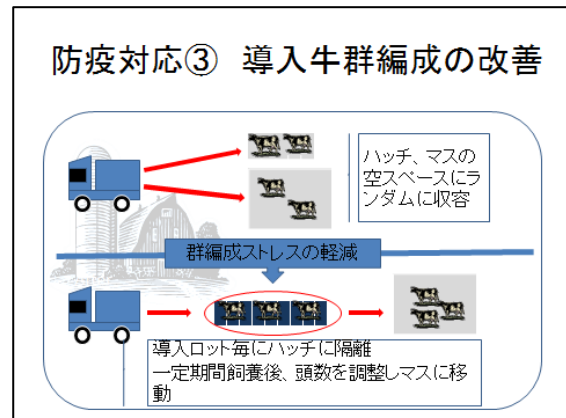 防疫対応③ 導入牛群編成の改善
ハッチ、マスの
空スペースにラ
ンダムに収容
群編成ストレスの軽減
導入ロット毎にハッチに隔離
一定期間飼養後、頭数を調整しマスに移
動